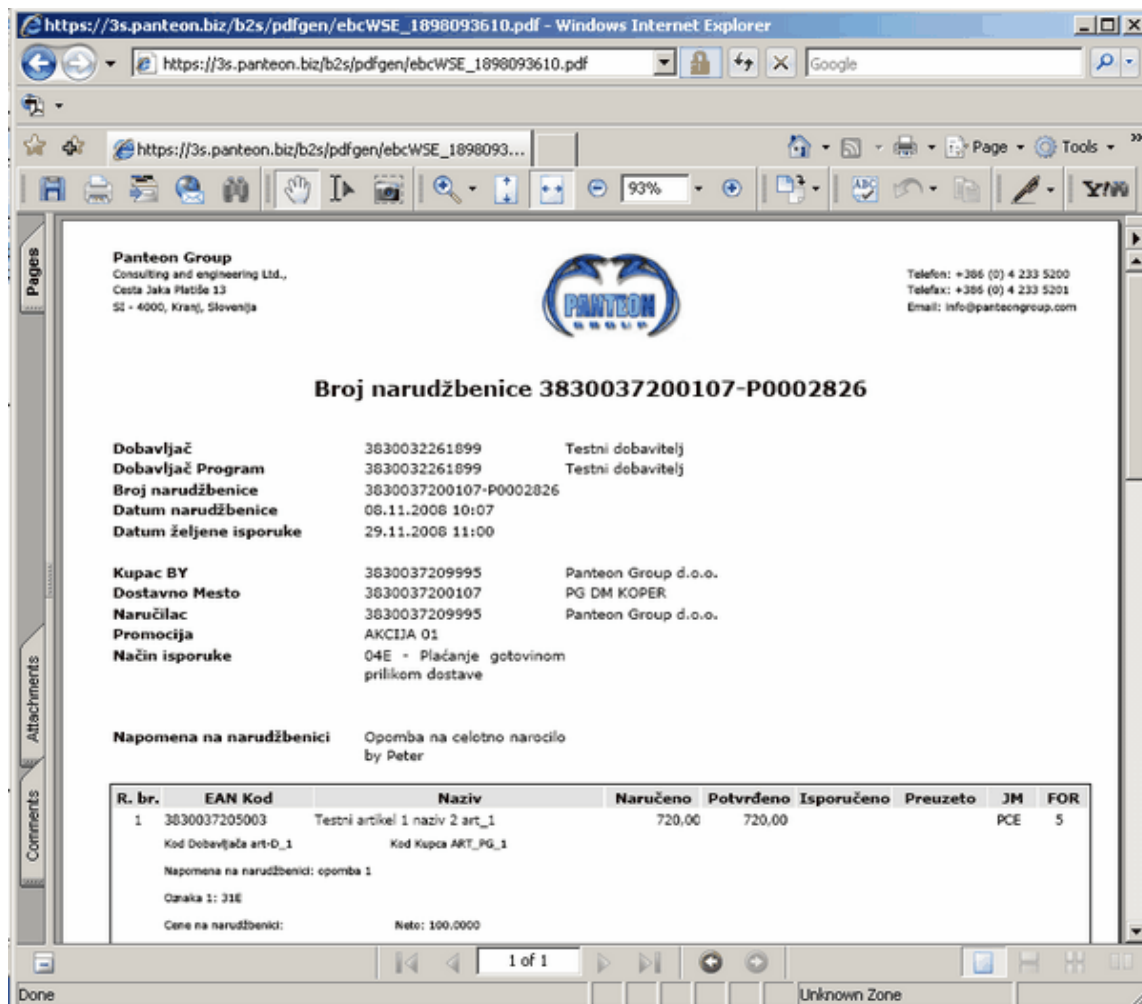 https://3s.panteon.biz/b2s/pdfgen/ebcWSE_1898093610.pdf - Windows Internet Explorer
https://3s.panteon.biz/b2s/pdfgen/ebcWSE_1898093610.pdf Google
https://3s.panteon.biz/b2s/pdfgen/ebcWSE_1898093... Page Tools
93%
Pages
Attachments
Comments
Panteon Group
Consulting and engineering Ltd.,
Cesta Jaka Platiše 13
SI - 4000, Kranj, Slovenija
PANTEON
GROUP
Telefon: +386 (0) 4 233 5200
Telefax: +386 (0) 4 233 5201
Email: info@panteongroup.com
Broj narudžbenice 3830037200107-P0002826
Dobavljač 3830032261899 Testni dobavitelj
Dobavljač Program 3830032261899 Testni dobavitelj
Broj narudžbenice 3830037200107-P0002826
Datum narudžbenice 08.11.2008 10:07
Datum željene isporuke 29.11.2008 11:00
Kupac BY 3830037209995 Panteon Group d.o.o.
Dostavno Mesto 3830037200107 PG DM KOPER
Naručilac 3830037209995 Panteon Group d.o.o.
Promocija AKCIJA 01
Način isporuke 04E - Plaćanje gotovinom
prilikom dostave
Napomena na narudžbenici Opomba na celotno narocilo
by Peter
R. br. EAN Kod Naziv Naručeno Potvrđeno Isporučeno Preuzeto JM FOR
1 3830037205003 Testni artikel 1 naziv 2 art_1 720,00 720,00 PCE 5
Kod Dobavljača art-D_1 Kod Kupca ART_PG_1
Napomena na narudžbenici: opomba 1
Oznaka 1: 31E
Cene na narudžbenici: Neto: 100.0000
1 of 1
Done Unknown Zone